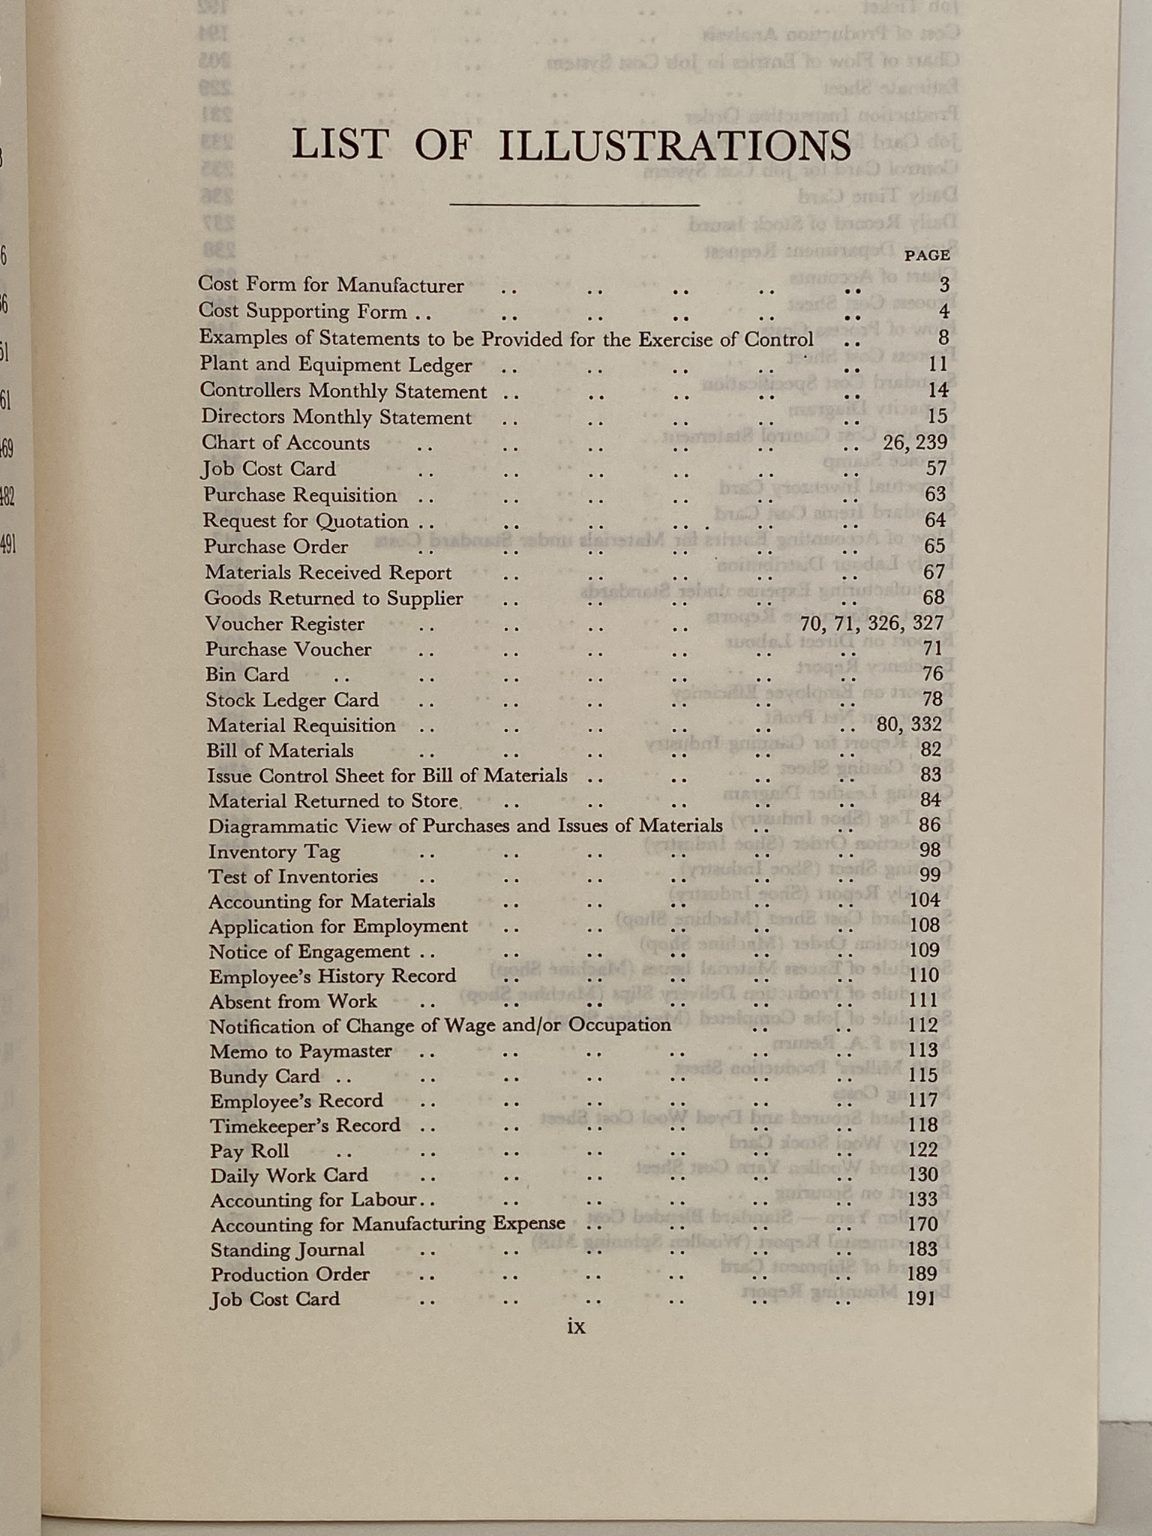 LIST OF ILLUSTRATIONS
PAGE
Cost Form for Manufacturer .. .. .. .. .. 3
Cost Supporting Form .. .. .. .. .. .. 4
Examples of Statements to be Provided for the Exercise of Control .. 8
Plant and Equipment Ledger .. .. .. .. .. 11
Controllers Monthly Statement .. .. .. .. .. 14
Directors Monthly Statement .. .. .. .. .. 15
Chart of Accounts .. .. .. .. .. .. 26, 239
Job Cost Card .. .. .. .. .. .. 57
Purchase Requisition .. .. .. .. .. .. 63
Request for Quotation .. .. .. .. .. .. 64
Purchase Order .. .. .. .. .. .. 65
Materials Received Report .. .. .. .. .. 67
Goods Returned to Supplier .. .. .. .. .. 68
Voucher Register .. .. .. .. 70, 71, 326, 327
Purchase Voucher .. .. .. .. .. .. 71
Bin Card .. .. .. .. .. .. .. 76
Stock Ledger Card .. .. .. .. .. .. 78
Material Requisition .. .. .. .. .. .. 80, 332
Bill of Materials .. .. .. .. .. .. 82
Issue Control Sheet for Bill of Materials .. .. .. .. 83
Material Returned to Store .. .. .. .. .. 84
Diagrammatic View of Purchases and Issues of Materials .. .. 86
Inventory Tag .. .. .. .. .. .. 98
Test of Inventories .. .. .. .. .. .. 99
Accounting for Materials .. .. .. .. .. 104
Application for Employment .. .. .. .. .. 108
Notice of Engagement .. .. .. .. .. .. 109
Employee's History Record .. .. .. .. .. 110
Absent from Work .. .. .. .. .. .. 111
Notification of Change of Wage and/or Occupation .. .. 112
Memo to Paymaster .. .. .. .. .. .. 113
Bundy Card .. .. .. .. .. .. .. 115
Employee's Record .. .. .. .. .. .. 117
Timekeeper's Record .. .. .. .. .. .. 118
Pay Roll .. .. .. .. .. .. .. 122
Daily Work Card .. .. .. .. .. .. 130
Accounting for Labour .. .. .. .. .. .. 133
Accounting for Manufacturing Expense .. .. .. .. 170
Standing Journal .. .. .. .. .. .. 183
Production Order .. .. .. .. .. .. 189
Job Cost Card .. .. .. .. .. .. 191
ix